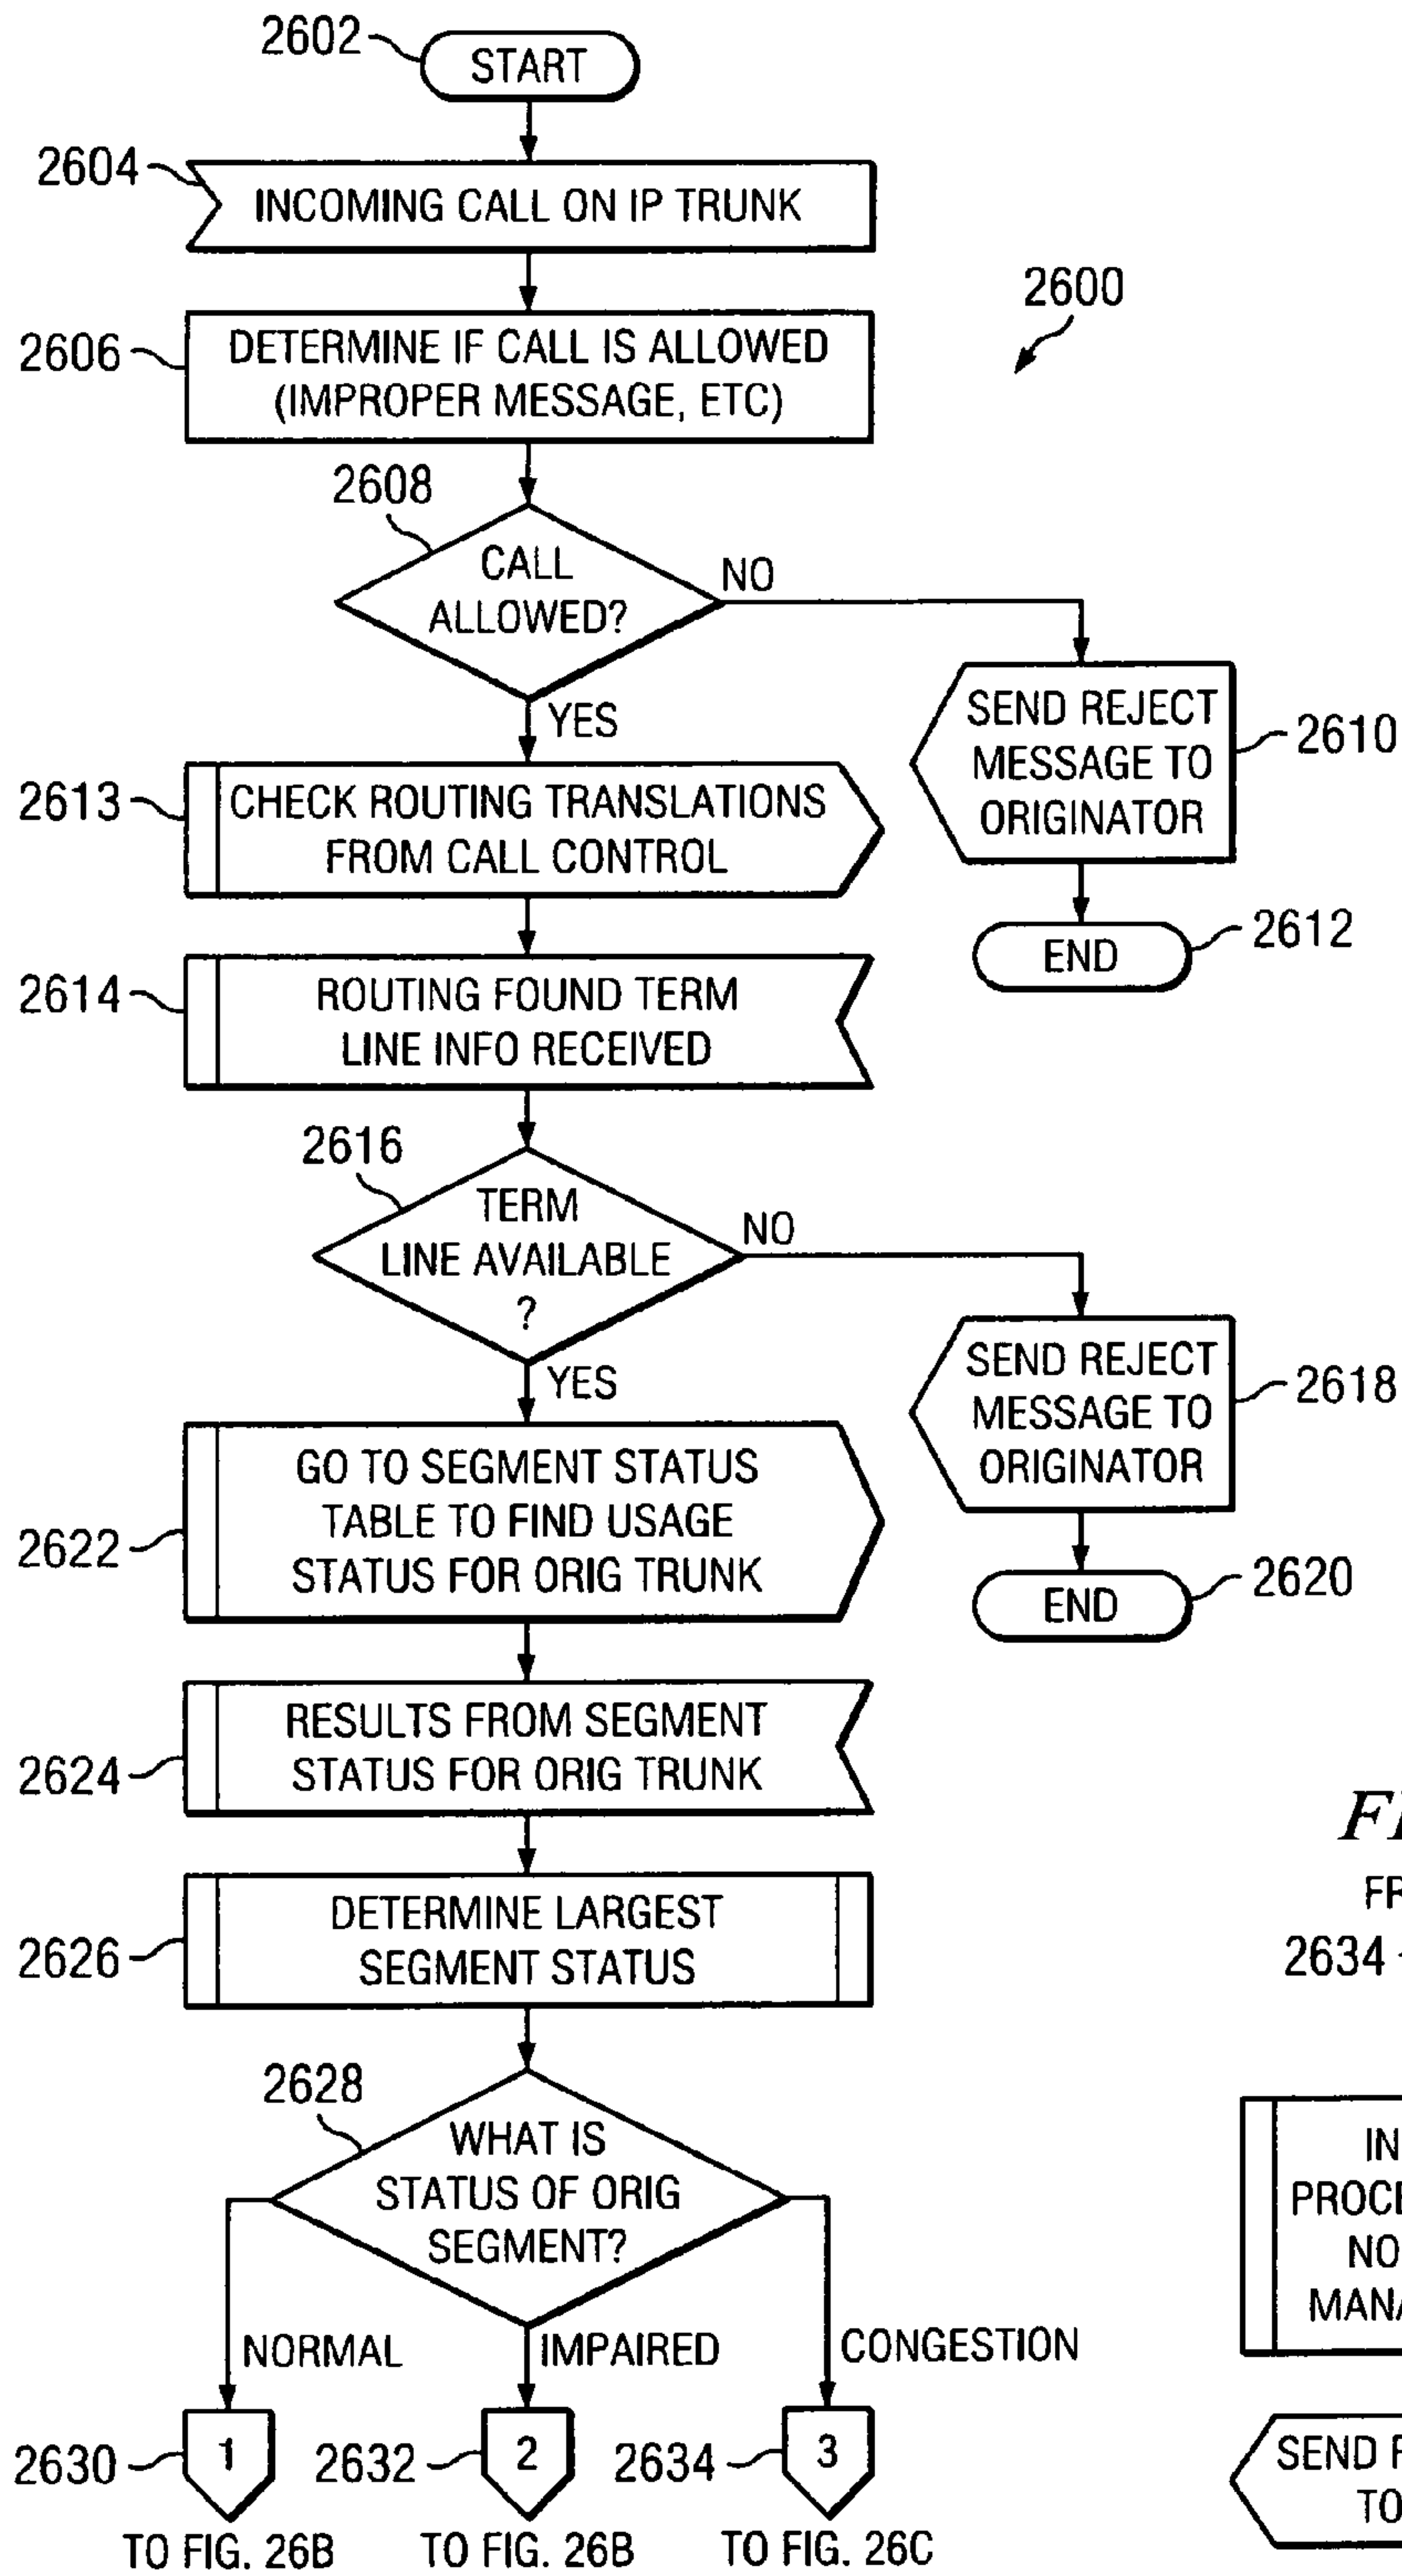 2602
START
2604
INCOMING CALL ON IP TRUNK
2600
2606
DETERMINE IF CALL IS ALLOWED
(IMPROPER MESSAGE, ETC)
2608
CALL
ALLOWED?
NO
YES
SEND REJECT
MESSAGE TO
ORIGINATOR
2610
2613
CHECK ROUTING TRANSLATIONS
FROM CALL CONTROL
END
2612
2614
ROUTING FOUND TERM
LINE INFO RECEIVED
2616
TERM
LINE AVAILABLE
?
NO
YES
SEND REJECT
MESSAGE TO
ORIGINATOR
2618
2622
GO TO SEGMENT STATUS
TABLE TO FIND USAGE
STATUS FOR ORIG TRUNK
END
2620
2624
RESULTS FROM SEGMENT
STATUS FOR ORIG TRUNK
2626
DETERMINE LARGEST
SEGMENT STATUS
2634
2628
WHAT IS
STATUS OF ORIG
SEGMENT?
NORMAL
IMPAIRED
CONGESTION
2630
1
2632
2
2634
3
TO FIG. 26B
TO FIG. 26B
TO FIG. 26C
SEND
TO